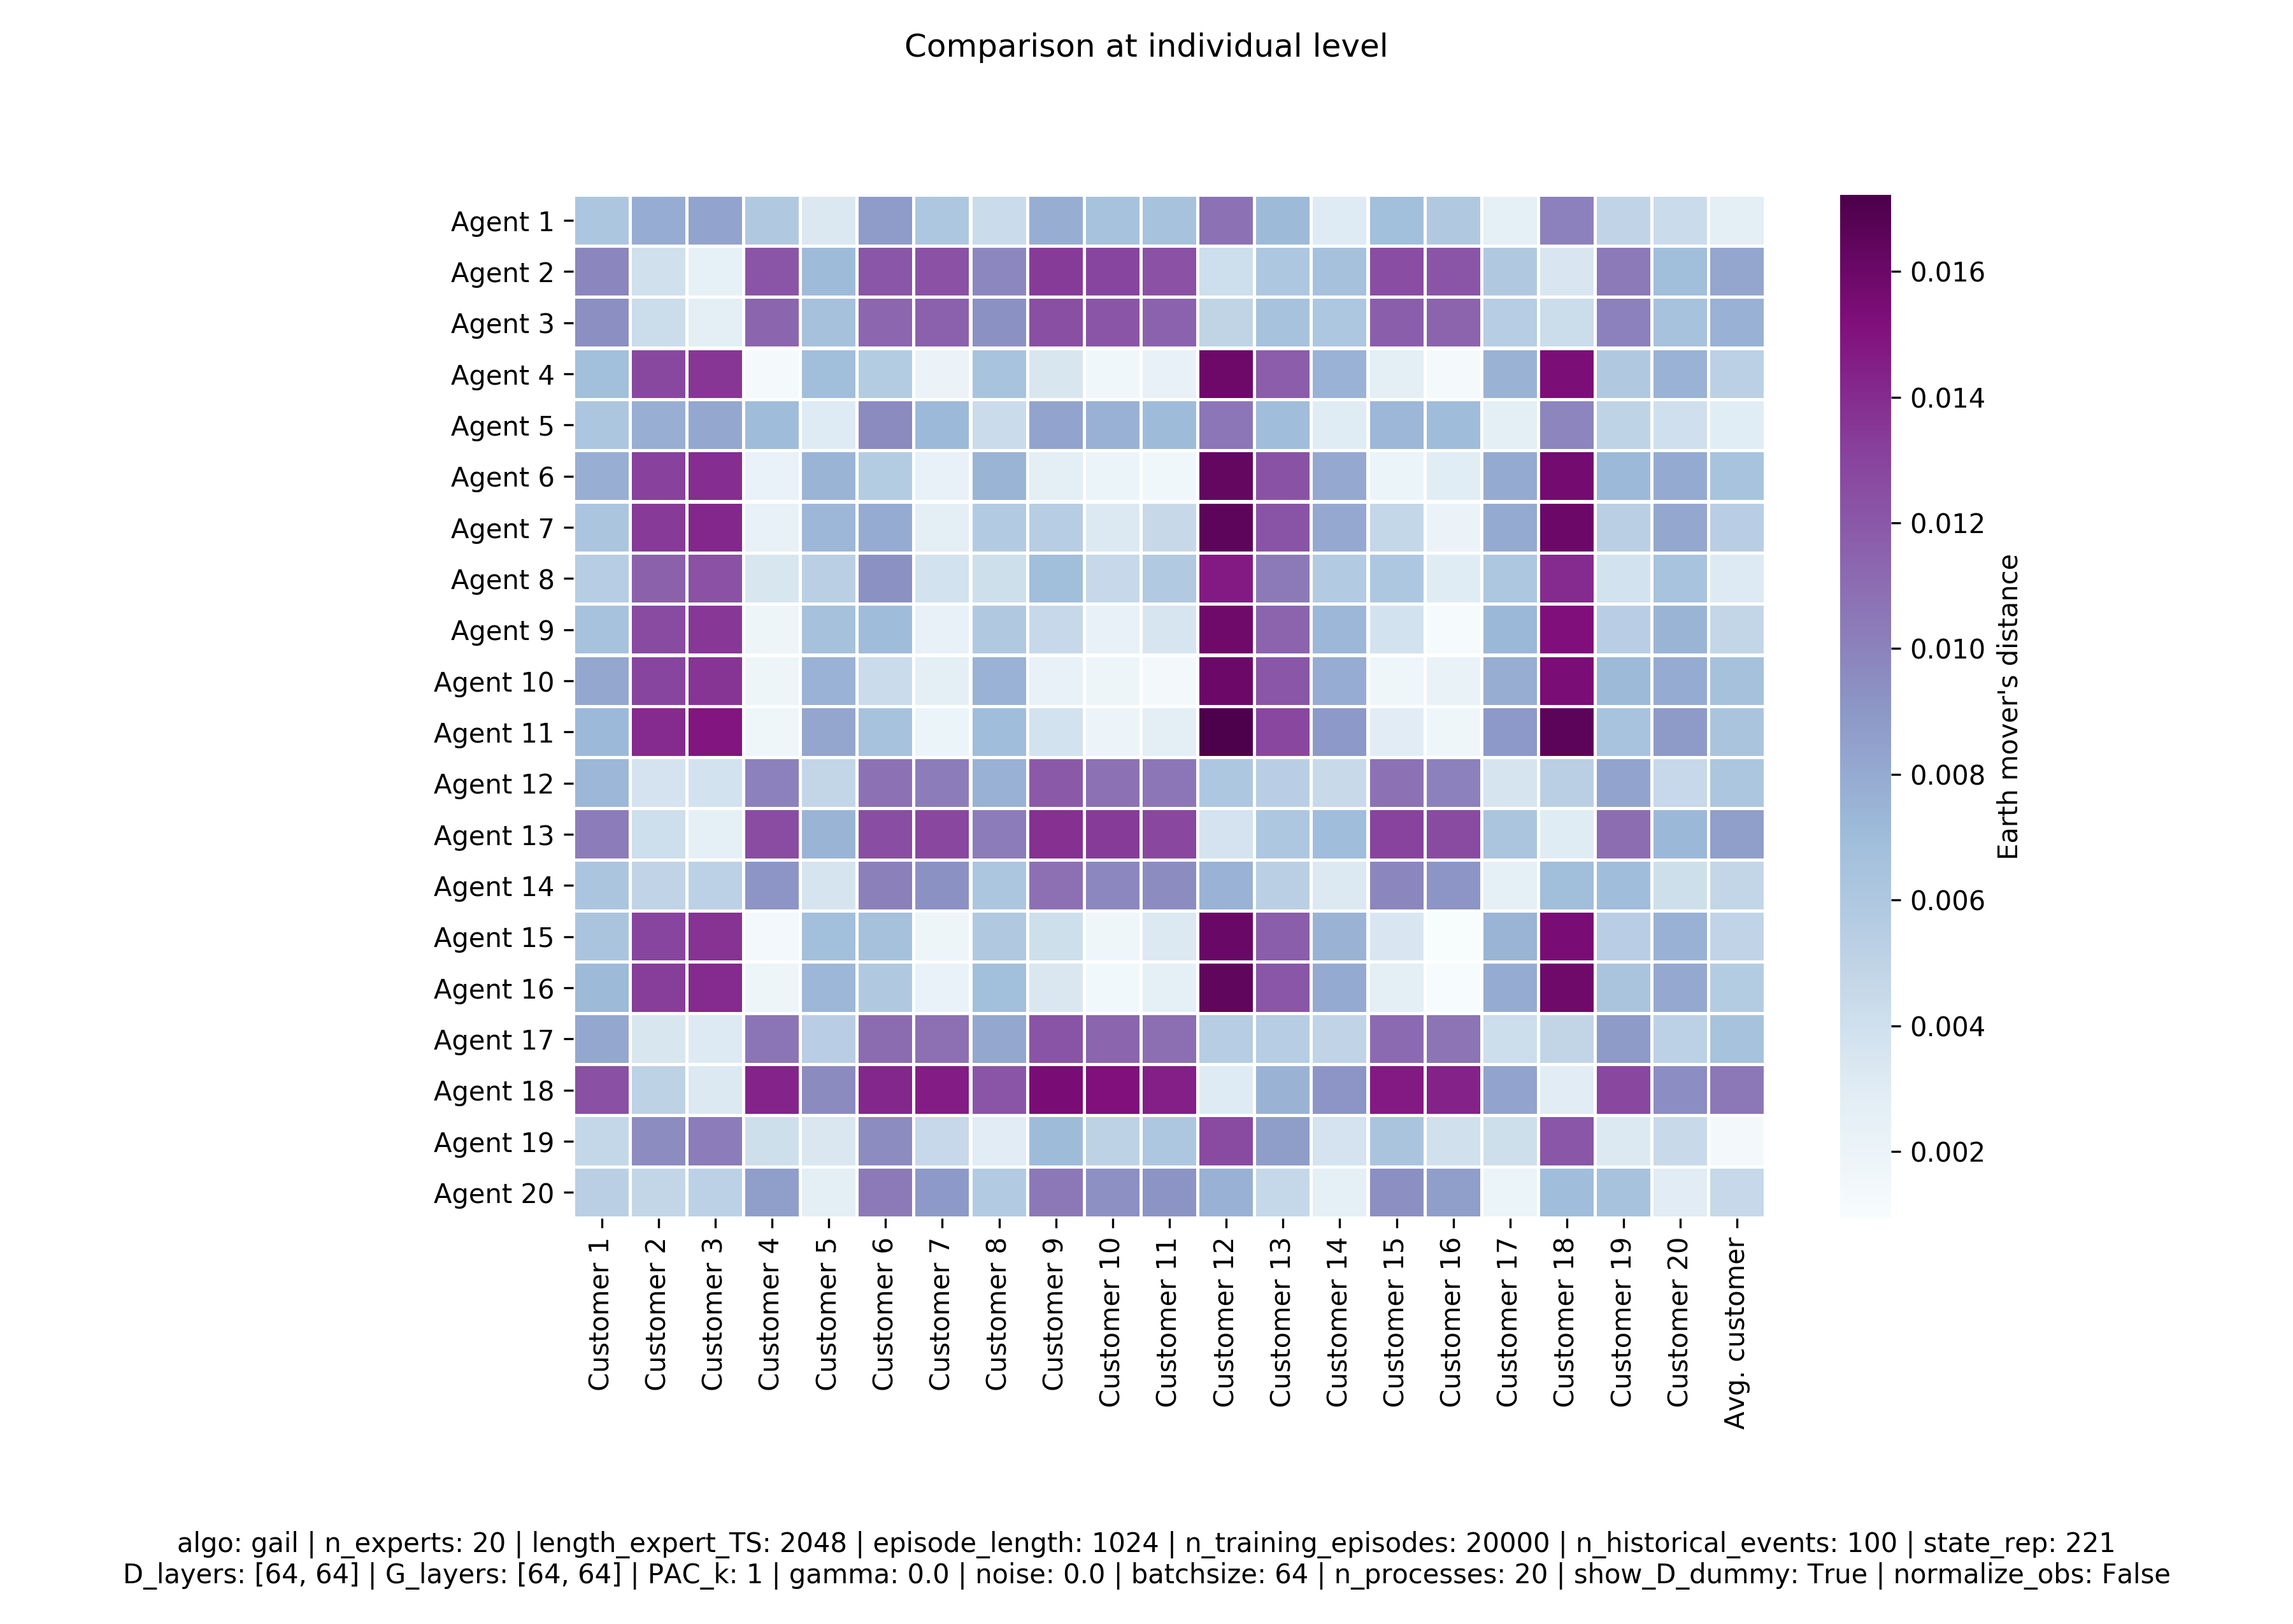 Comparison at individual level
Agent 1
Agent 2
Agent 3
Agent 4
Agent 5
Agent 6
Agent 7
Agent 8
Agent 9
Agent 10
Agent 11
Agent 12
Agent 13
Agent 14
Agent 15
Agent 16
Agent 17
Agent 18
Agent 19
Agent 20
Customer 1
Customer 2
Customer 3
Customer 4
Customer 5
Customer 6
Customer 7
Customer 8
Customer 9
Customer 10
Customer 11
Customer 12
Customer 13
Customer 14
Customer 15
Customer 16
Customer 17
Customer 18
Customer 19
Customer 20
Avg. customer
0.016
0.014
0.012
0.010
0.008
0.006
0.004
0.002
Earth mover's distance
algo: gail | n_experts: 20 | length_expert_TS: 2048 | episode_length: 1024 | n_training_episodes: 20000 | n_historical_events: 100 | state_rep: 221
D_layers: [64, 64] | G_layers: [64, 64] | PAC_k: 1 | gamma: 0.0 | noise: 0.0 | batchsize: 64 | n_processes: 20 | show_D_dummy: True | normalize_obs: False